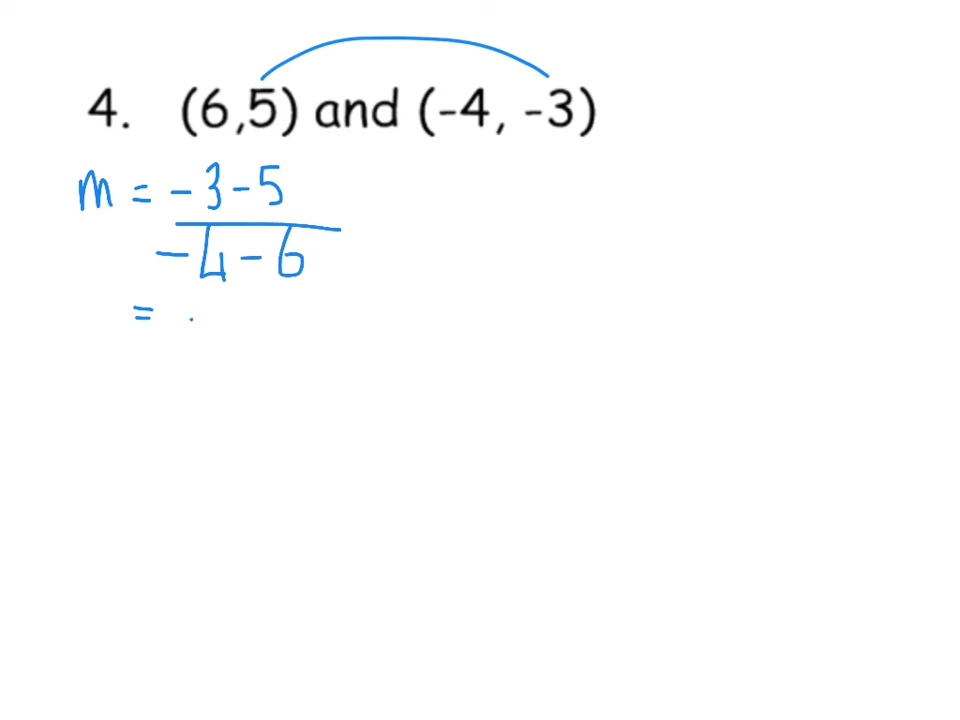 4. (6,5) and (-4, -3)
m = -3-5
-4-6
=